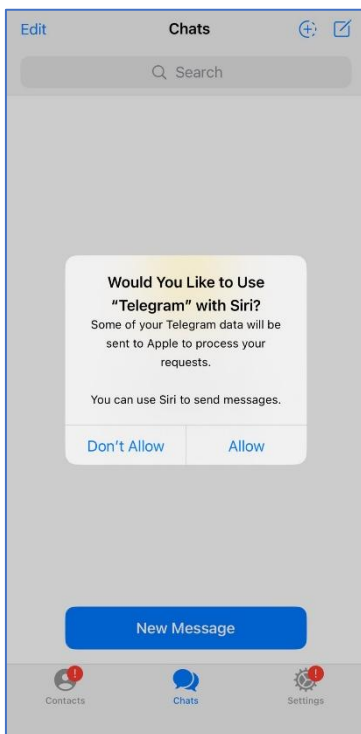 Edit Chats
Search
Would You Like to Use
“Telegram” with Siri?
Some of your Telegram data will be
sent to Apple to process your
requests.
You can use Siri to send messages.
Don't Allow Allow
New Message
! !
Contacts Chats Settings